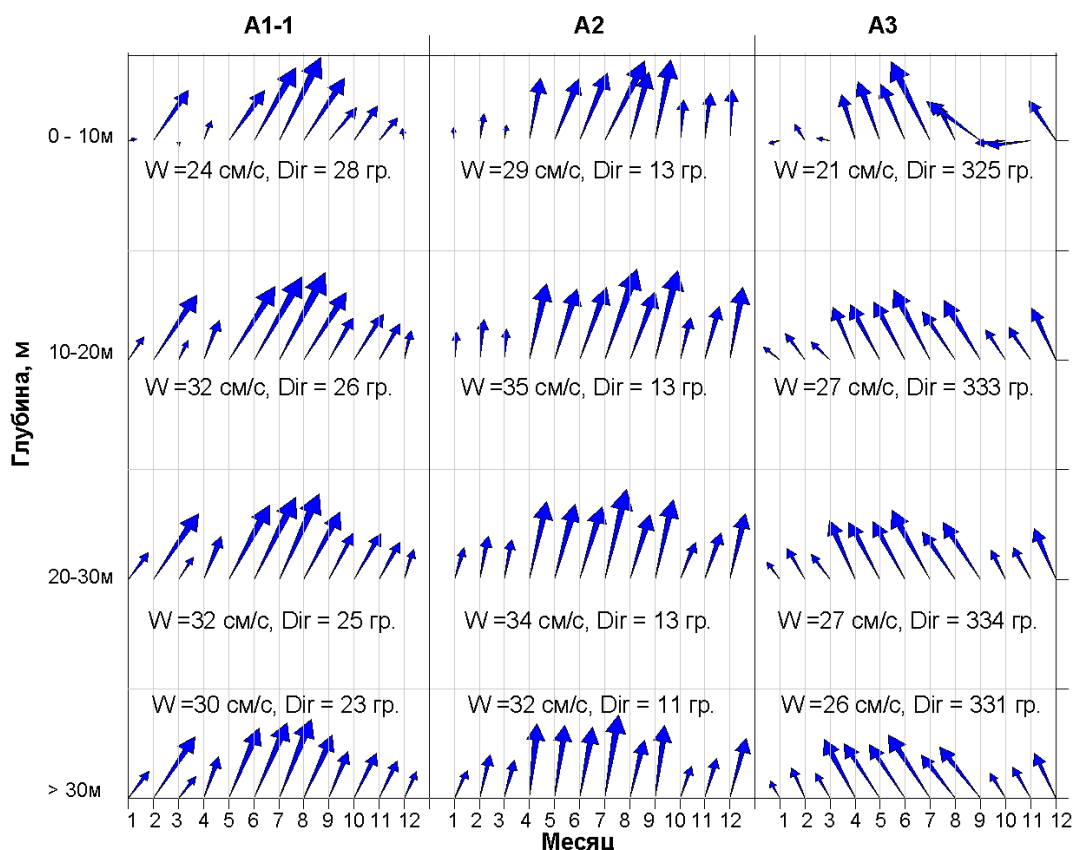 A1-1 A2 A3
0 - 10м
W =24 см/с, Dir = 28 гр. W =29 см/с, Dir = 13 гр. W =21 см/с, Dir = 325 гр.
10-20м
W =32 см/с, Dir = 26 гр. W =35 см/с, Dir = 13 гр. W =27 см/с, Dir = 333 гр.
Глубина, м
20-30м
W =32 см/с, Dir = 25 гр. W =34 см/с, Dir = 13 гр. W =27 см/с, Dir = 334 гр.
W =30 см/с, Dir = 23 гр. W =32 см/с, Dir = 11 гр. W =26 см/с, Dir = 331 гр.
> 30м
1 2 3 4 5 6 7 8 9 10 11 12 1 2 3 4 5 6 7 8 9 10 11 12 1 2 3 4 5 6 7 8 9 10 11 12
Месяц